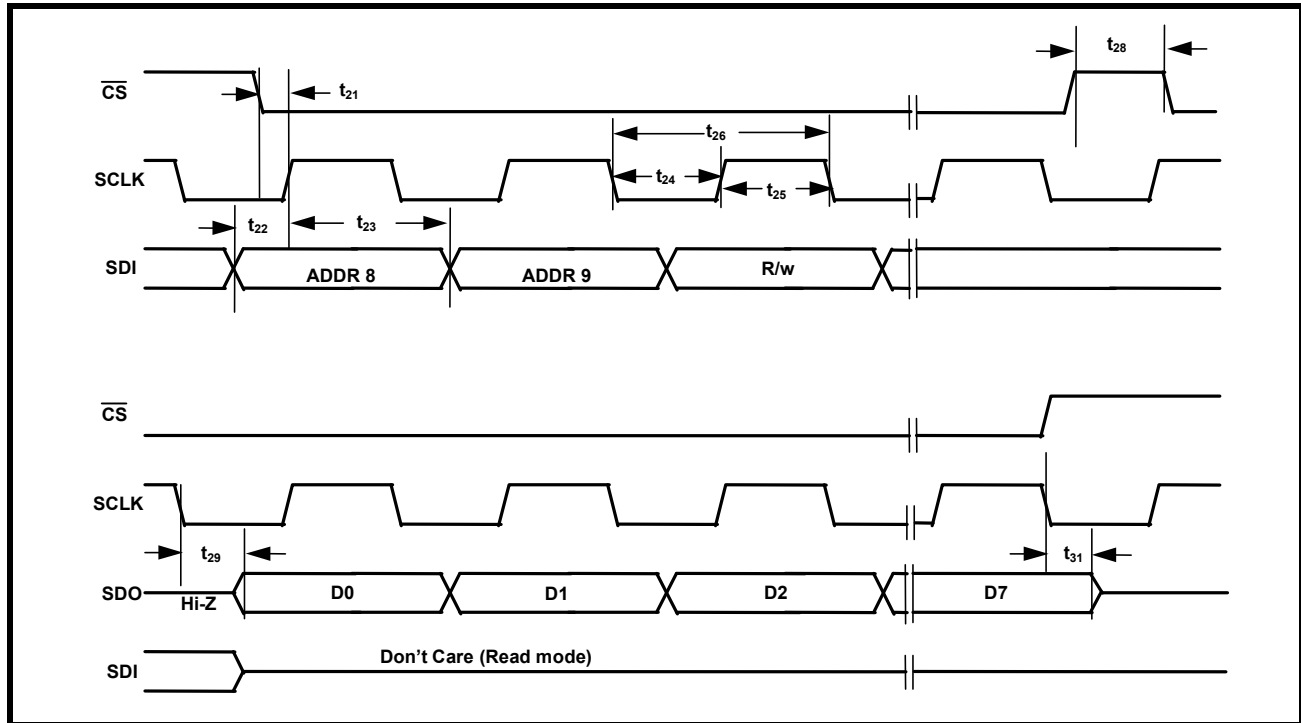 t28
CS
t21
t26
SCLK
t24
t25
t22
t23
SDI
ADDR 8
ADDR 9
R/w
CS
SCLK
t29
t31
SDO
Hi-Z
D0
D1
D2
D7
SDI
Don't Care (Read mode)